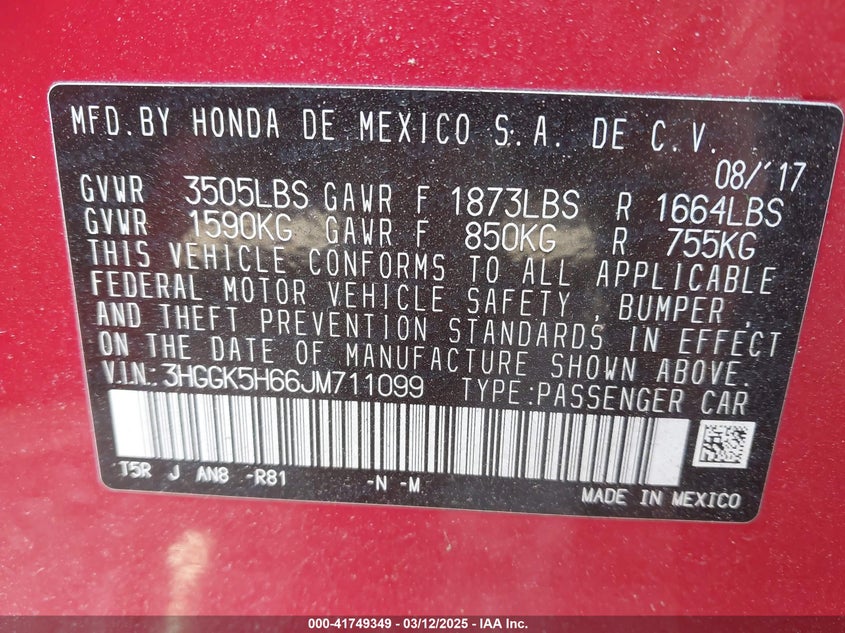 MFD.BY HONDA DE MEXICO S.A. DE C.V.
08/'17
GVWR 3505LBS GAWR F 1873LBS R 1664LBS
GVWR 1590KG GAWR F 850KG R 755KG
THIS VEHICLE CONFORMS TO ALL APPLICABLE
FEDERAL MOTOR VEHICLE SAFETY, BUMPER,
AND THEFT PREVENTION STANDARDS IN EFFECT
ON THE DATE OF MANUFACTURE SHOWN ABOVE.
V.I.N.:3HGGK5H66JM711099 TYPE:PASSENGER CAR
T5R J AN8 -R81 -N -M
MADE IN MEXICO
000-41749349 - 03/12/2025 - IAA Inc.